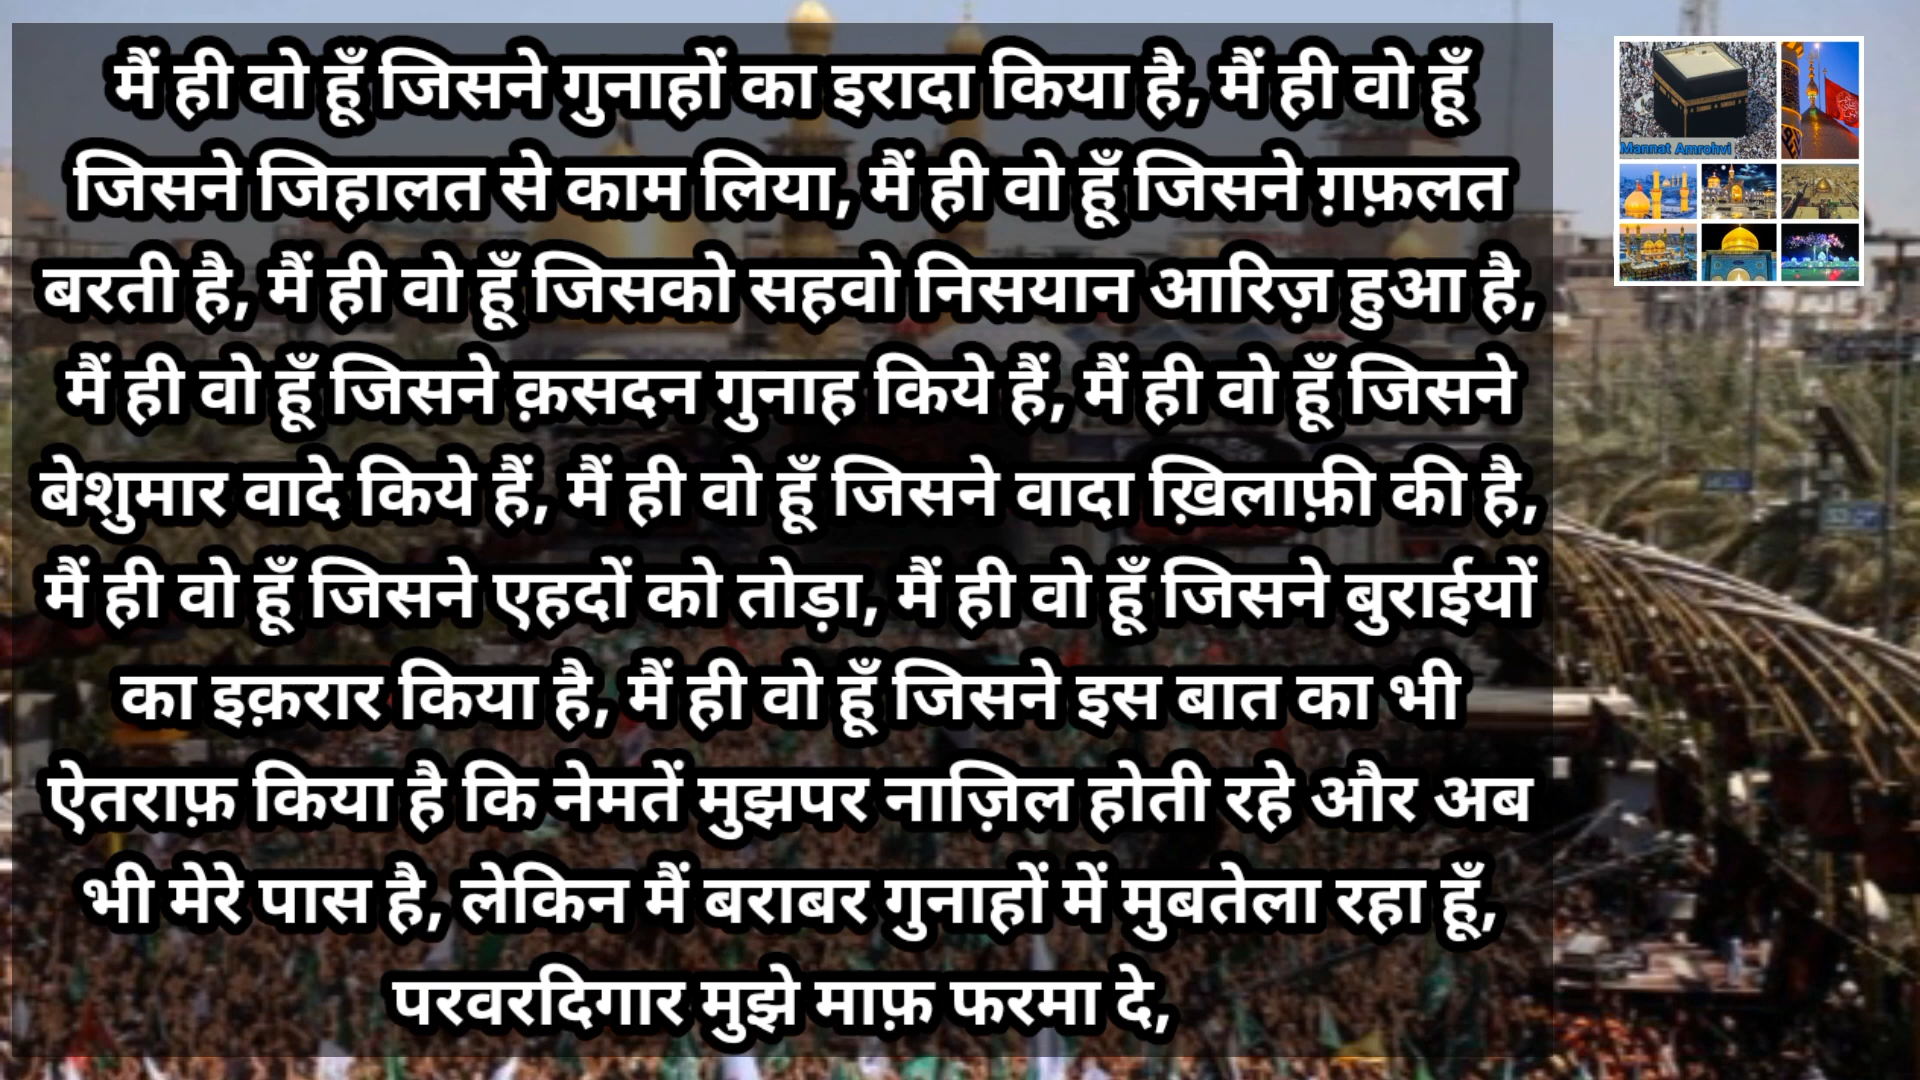 मैं ही वो हूँ जिसने गुनाहों का इरादा किया है, मैं ही वो हूँ
जिसने जिहालत से काम लिया, मैं ही वो हूँ जिसने ग़फ़लत
बरती है, मैं ही वो हूँ जिसको सहवो निसयान आरिज़ हुआ है,
मैं ही वो हूँ जिसने क़सदन गुनाह किये हैं, मैं ही वो हूँ जिसने
बेशुमार वादे किये हैं, मैं ही वो हूँ जिसने वादा ख़िलाफ़ी की है,
मैं ही वो हूँ जिसने एहदों को तोड़ा, मैं ही वो हूँ जिसने बुराईयों
का इक़रार किया है, मैं ही वो हूँ जिसने इस बात का भी
ऐतराफ़ किया है कि नेमतें मुझपर नाज़िल होती रहे और अब
भी मेरे पास है, लेकिन मैं बराबर गुनाहों में मुबतेला रहा हूँ,
परवरदिगार मुझे माफ़ फरमा दे,
Mannat Amrohvi